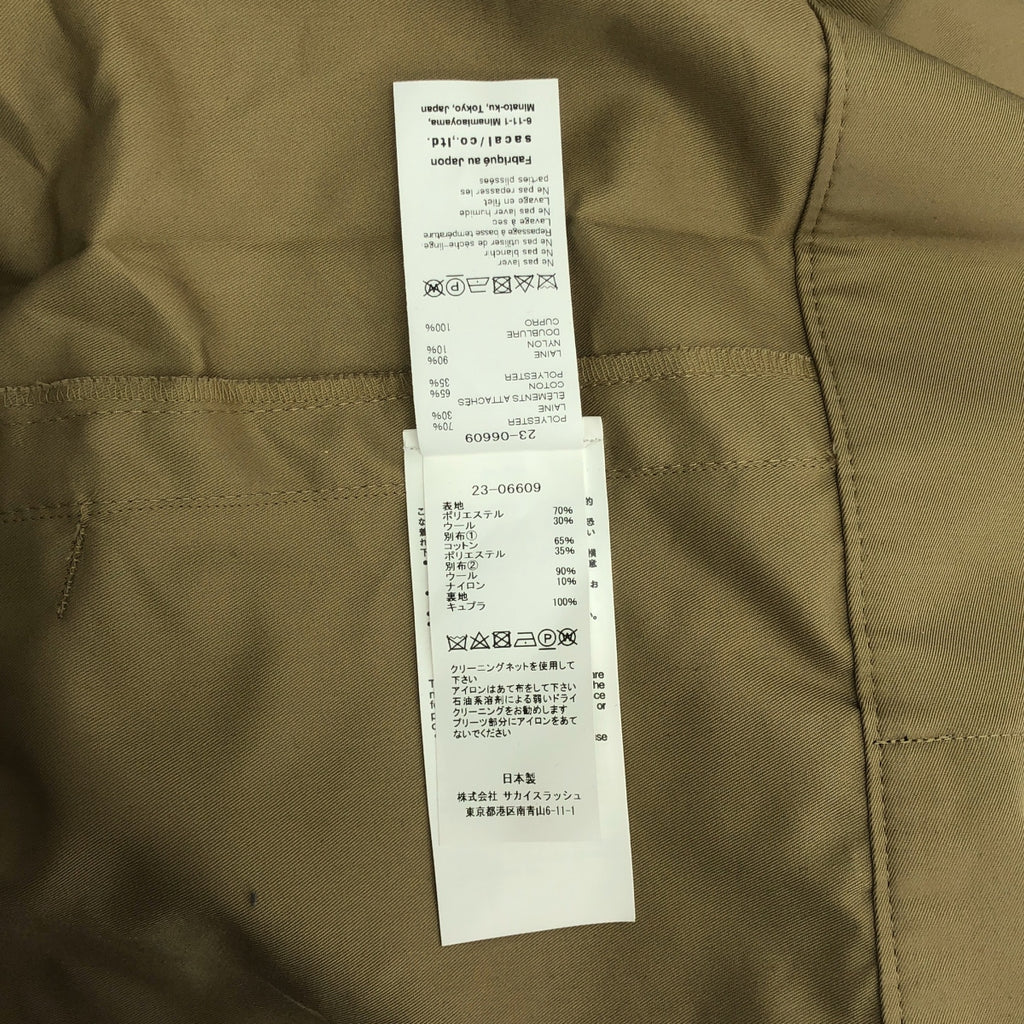 Minato-ku, Tokyo, Japan
6-11-1 Minamiaoyama,
sacai/co.,ltd.
Fabriqué au Japon
parties plissées
Ne pas repasser les
Lavage en filet
Ne pas laver humide
Lavage à sec
Repassage à basse température
Ne pas utiliser de sèche-linge
Ne pas blanchir
Ne pas laver
CUPRO 100%
DOUBLURE
NYLON 10%
LAINE 90%
POLYESTER 35%
COTON 65%
ÉLÉMENTS ATTACHÉS
LAINE 30%
POLYESTER 70%
23-06609
23-06609
表地
ポリエステル 70%
ウール 30%
別布①
コットン 65%
ポリエステル 35%
別布②
ウール 90%
ナイロン 10%
裏地
キュプラ 100%
クリーニングネットを使用して
下さい
アイロンはあて布をして下さい
石油系溶剤による弱いドライ
クリーニングをお勧めします
プリーツ部分にアイロンをあて
ないでください
日本製
株式会社 サカイスラッシュ
東京都港区南青山6-11-1